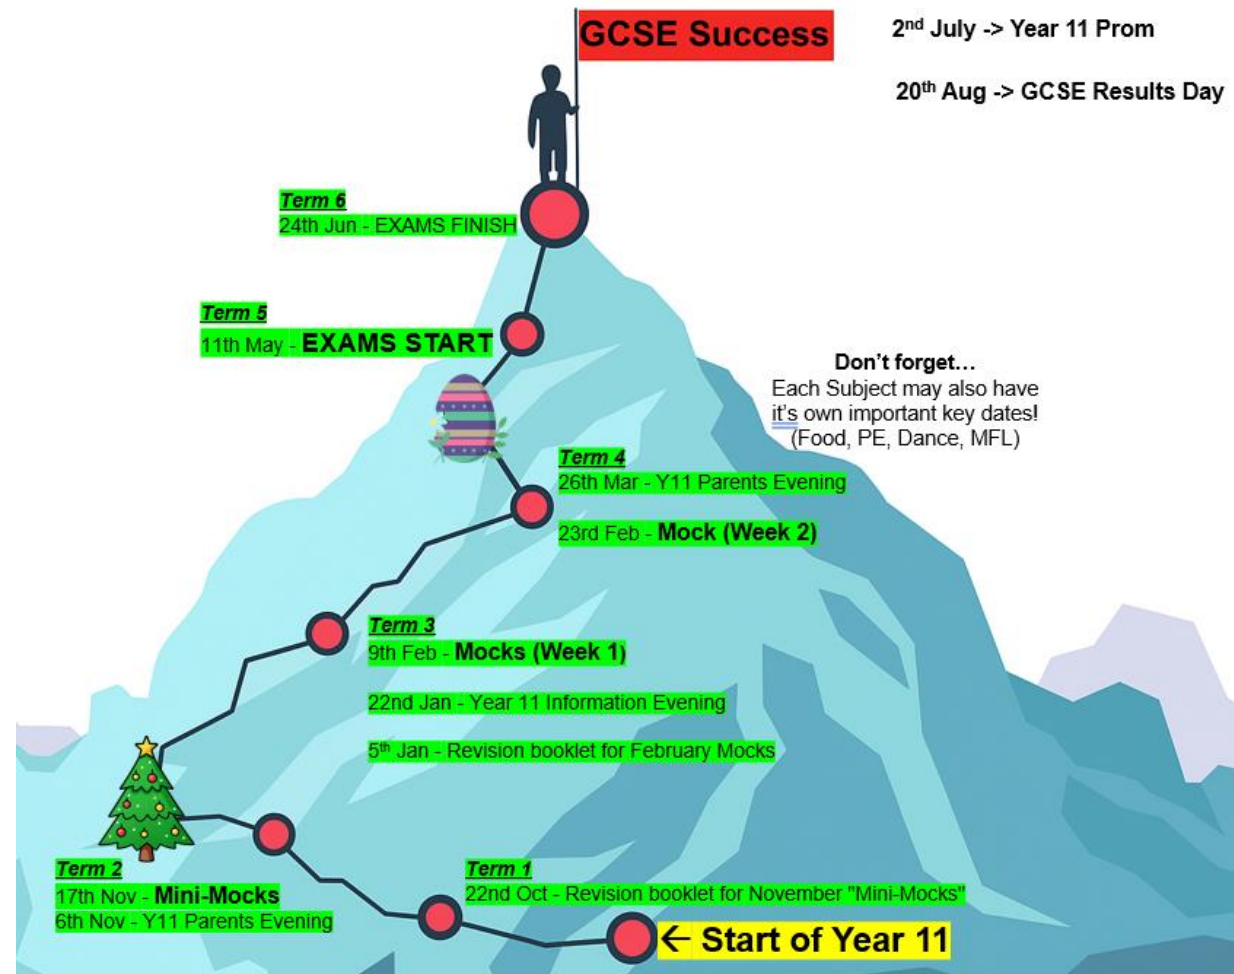 GCSE Success
2nd July -> Year 11 Prom
20th Aug -> GCSE Results Day
Term 6
24th Jun - EXAMS FINISH
Term 5
11th May - EXAMS START
Don't forget...
Each Subject may also have
it's own important key dates!
(Food, PE, Dance, MFL)
Term 4
26th Mar - Y11 Parents Evening
23rd Feb - Mock (Week 2)
Term 3
9th Feb - Mocks (Week 1)
22nd Jan - Year 11 Information Evening
5th Jan - Revision booklet for February Mocks
Term 2
17th Nov - Mini-Mocks
6th Nov - Y11 Parents Evening
Term 1
22nd Oct - Revision booklet for November "Mini-Mocks"
← Start of Year 11